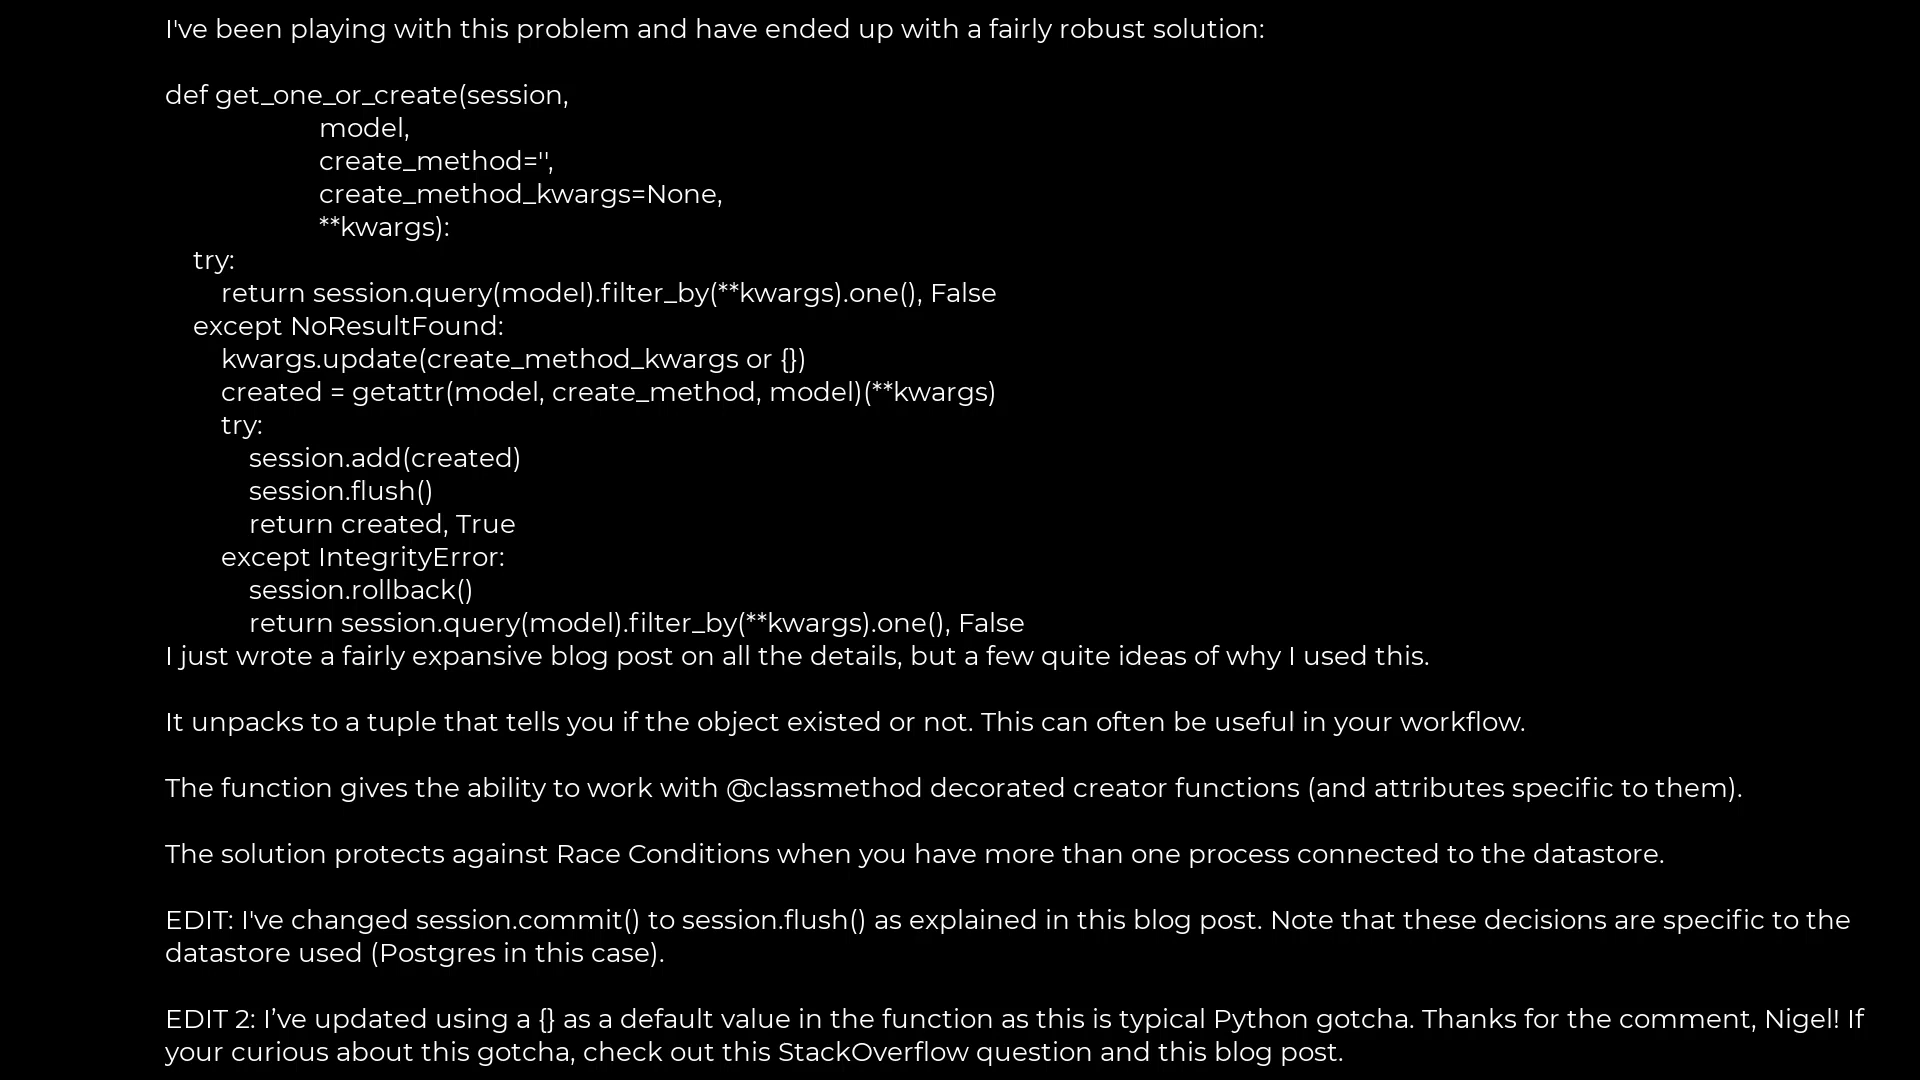 I've been playing with this problem and have ended up with a fairly robust solution:
def get_one_or_create(session,
model,
create_method='',
create_method_kwargs=None,
**kwargs):
try:
return session.query(model).filter_by(**kwargs).one(), False
except NoResultFound:
kwargs.update(create_method_kwargs or {})
created = getattr(model, create_method, model)(**kwargs)
try:
session.add(created)
session.flush()
return created, True
except IntegrityError:
session.rollback()
return session.query(model).filter_by(**kwargs).one(), False
I just wrote a fairly expansive blog post on all the details, but a few quite ideas of why I used this.
It unpacks to a tuple that tells you if the object existed or not. This can often be useful in your workflow.
The function gives the ability to work with @classmethod decorated creator functions (and attributes specific to them).
The solution protects against Race Conditions when you have more than one process connected to the datastore.
EDIT: I've changed session.commit() to session.flush() as explained in this blog post. Note that these decisions are specific to the
datastore used (Postgres in this case).
EDIT 2: I’ve updated using a {} as a default value in the function as this is typical Python gotcha. Thanks for the comment, Nigel! If
your curious about this gotcha, check out this StackOverflow question and this blog post.